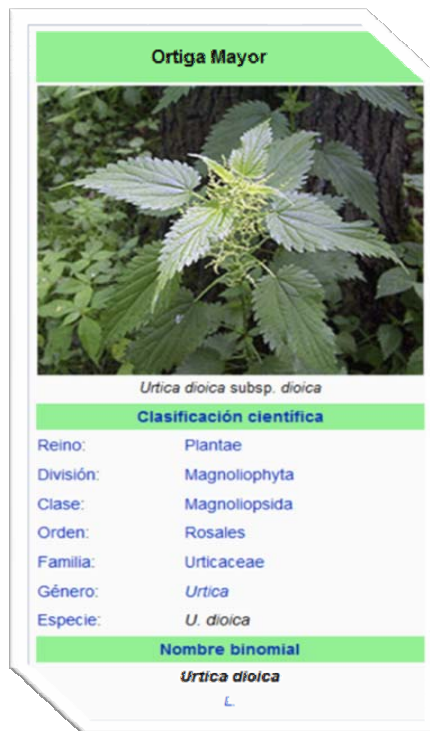 Ortiga Mayor
Urtica dioica subsp. dioica
Clasificación científica
Reino: Plantae
División: Magnoliophyta
Clase: Magnoliopsida
Orden: Rosales
Familia: Urticaceae
Género: Urtica
Especie: U. dioica
Nombre binomial
Urtica dioica
L.